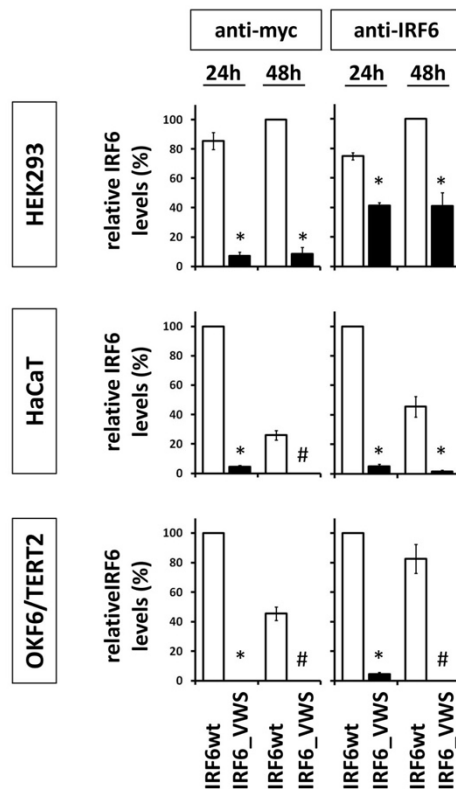 anti-myc anti-IRF6
24h 48h 24h 48h
HEK293
relative IRF6
levels (%)
100
80
60
40
20
0
* * * *
HaCaT
relative IRF6
levels (%)
100
80
60
40
20
0
* # * *
OKF6/TERT2
relativeIRF6
levels (%)
100
80
60
40
20
0
* # * #
IRF6wt IRF6_VWS IRF6wt IRF6_VWS IRF6wt IRF6_VWS IRF6wt IRF6_VWS